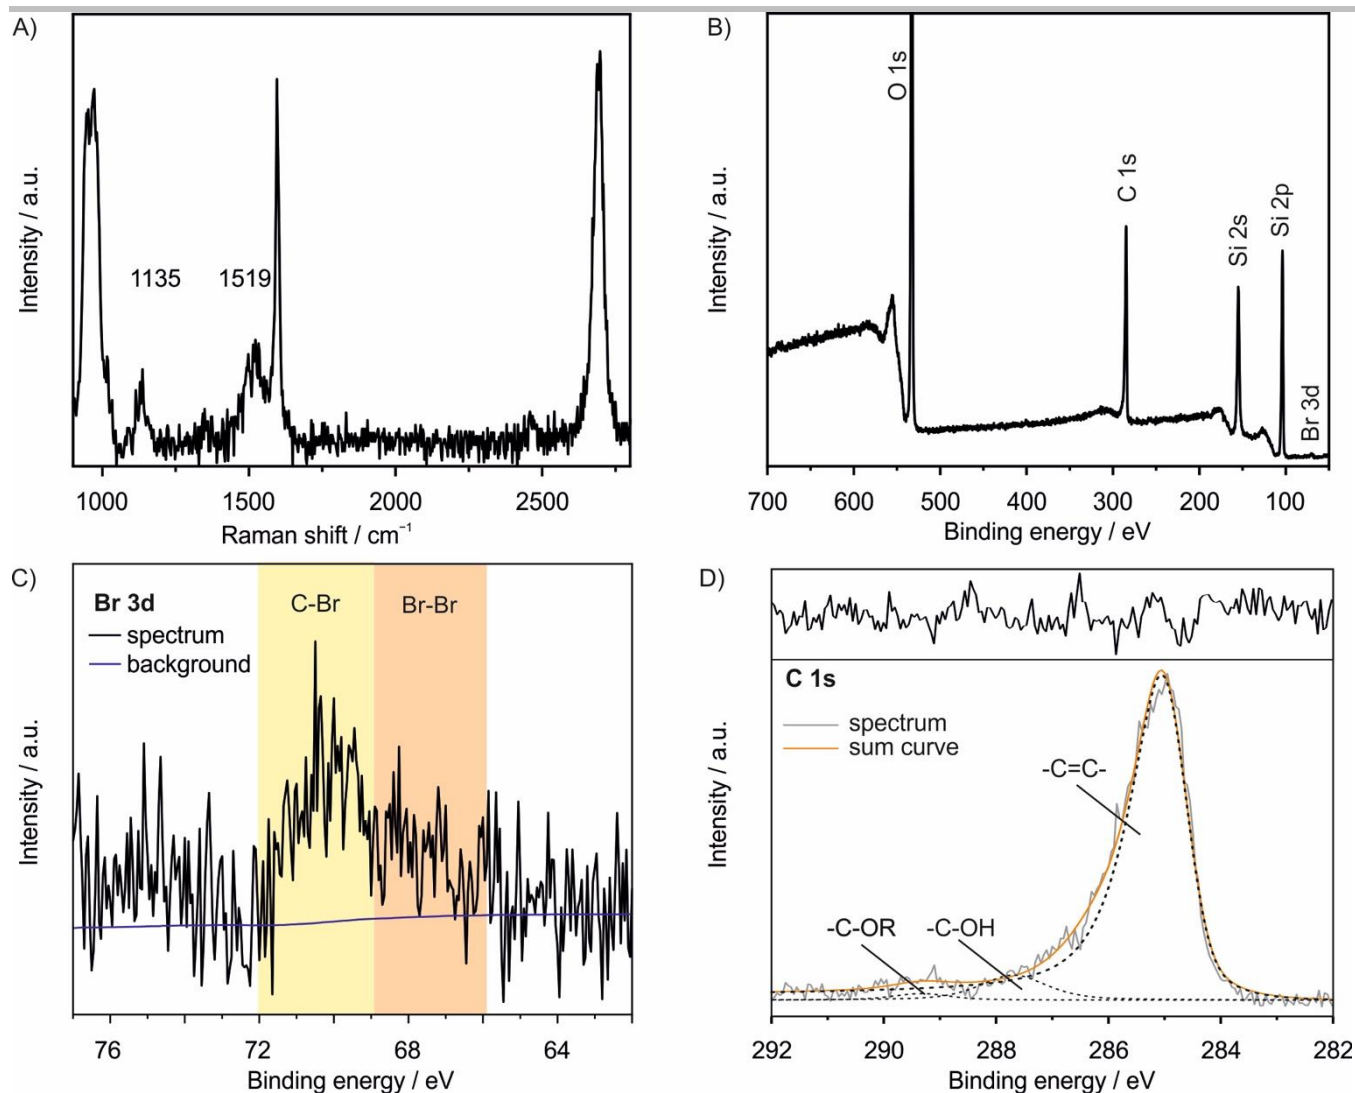 A)
Intensity / a.u.
1135
1519
1000
1500
2000
2500
Raman shift / cm⁻¹
B)
Intensity / a.u.
O 1s
C 1s
Si 2s
Si 2p
Br 3d
700
600
500
400
300
200
100
Binding energy / eV
C)
Br 3d
spectrum
background
C-Br
Br-Br
Intensity / a.u.
76
72
68
64
Binding energy / eV
D)
C 1s
spectrum
sum curve
-C=C-
-C-OR
-C-OH
Intensity / a.u.
292
290
288
286
284
282
Binding energy / eV